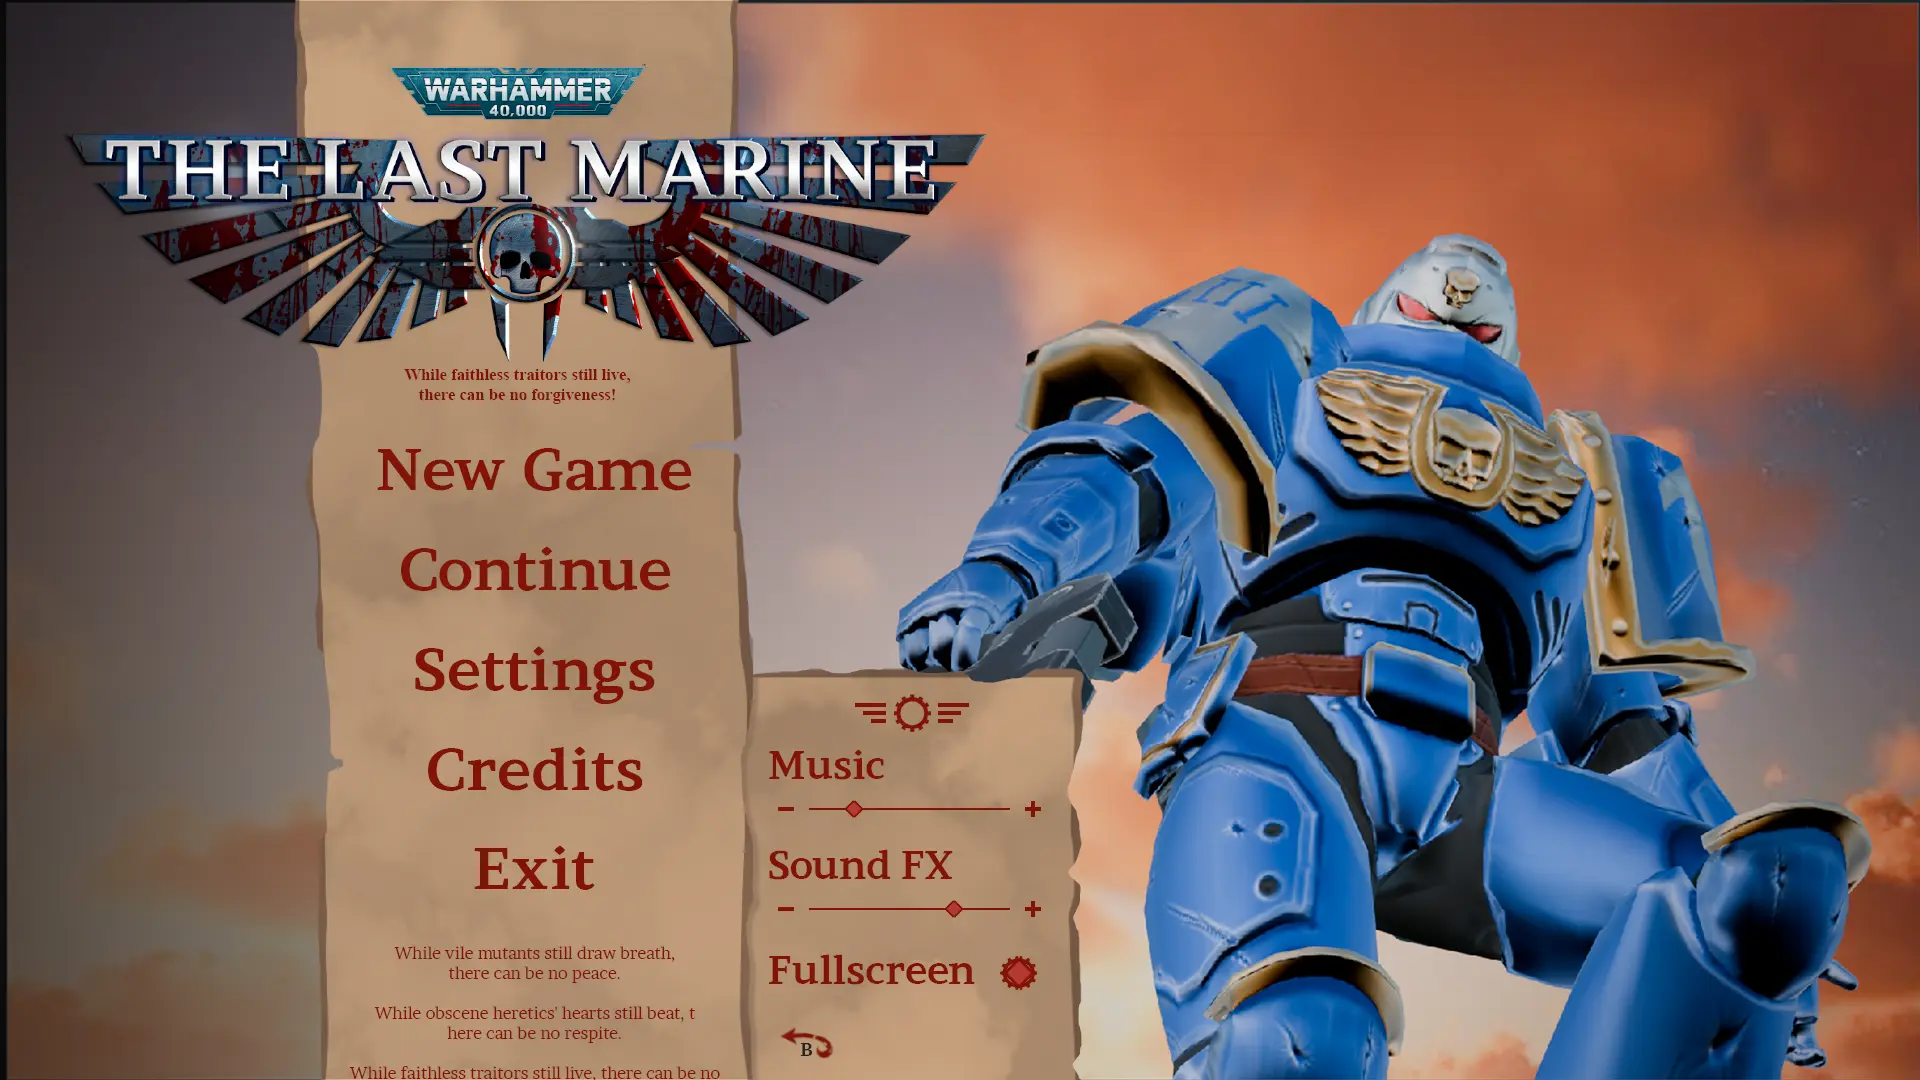 WARHAMMER
40,000
THE LAST MARINE
While faithless traitors still live,
there can be no forgiveness!
New Game
Continue
Settings
Credits
Exit
While vile mutants still draw breath,
there can be no peace.
While obscene heretics' hearts still beat, t
here can be no respite.
While faithless traitors still live, there can be no
Music
− +
Sound FX
− +
Fullscreen
B
III